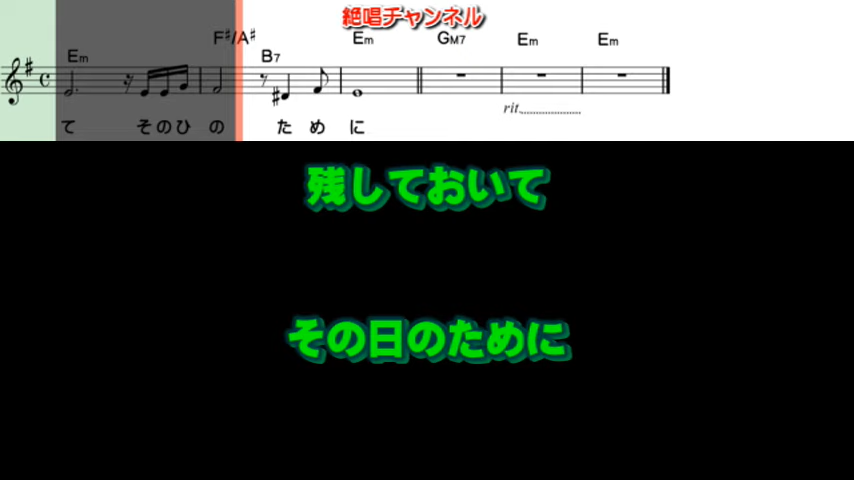 絶唱チャンネル
Em F♯/A♯ B7 Em GM7 Em Em
rit.
て そのひ の ため に
残しておいて
その日のために